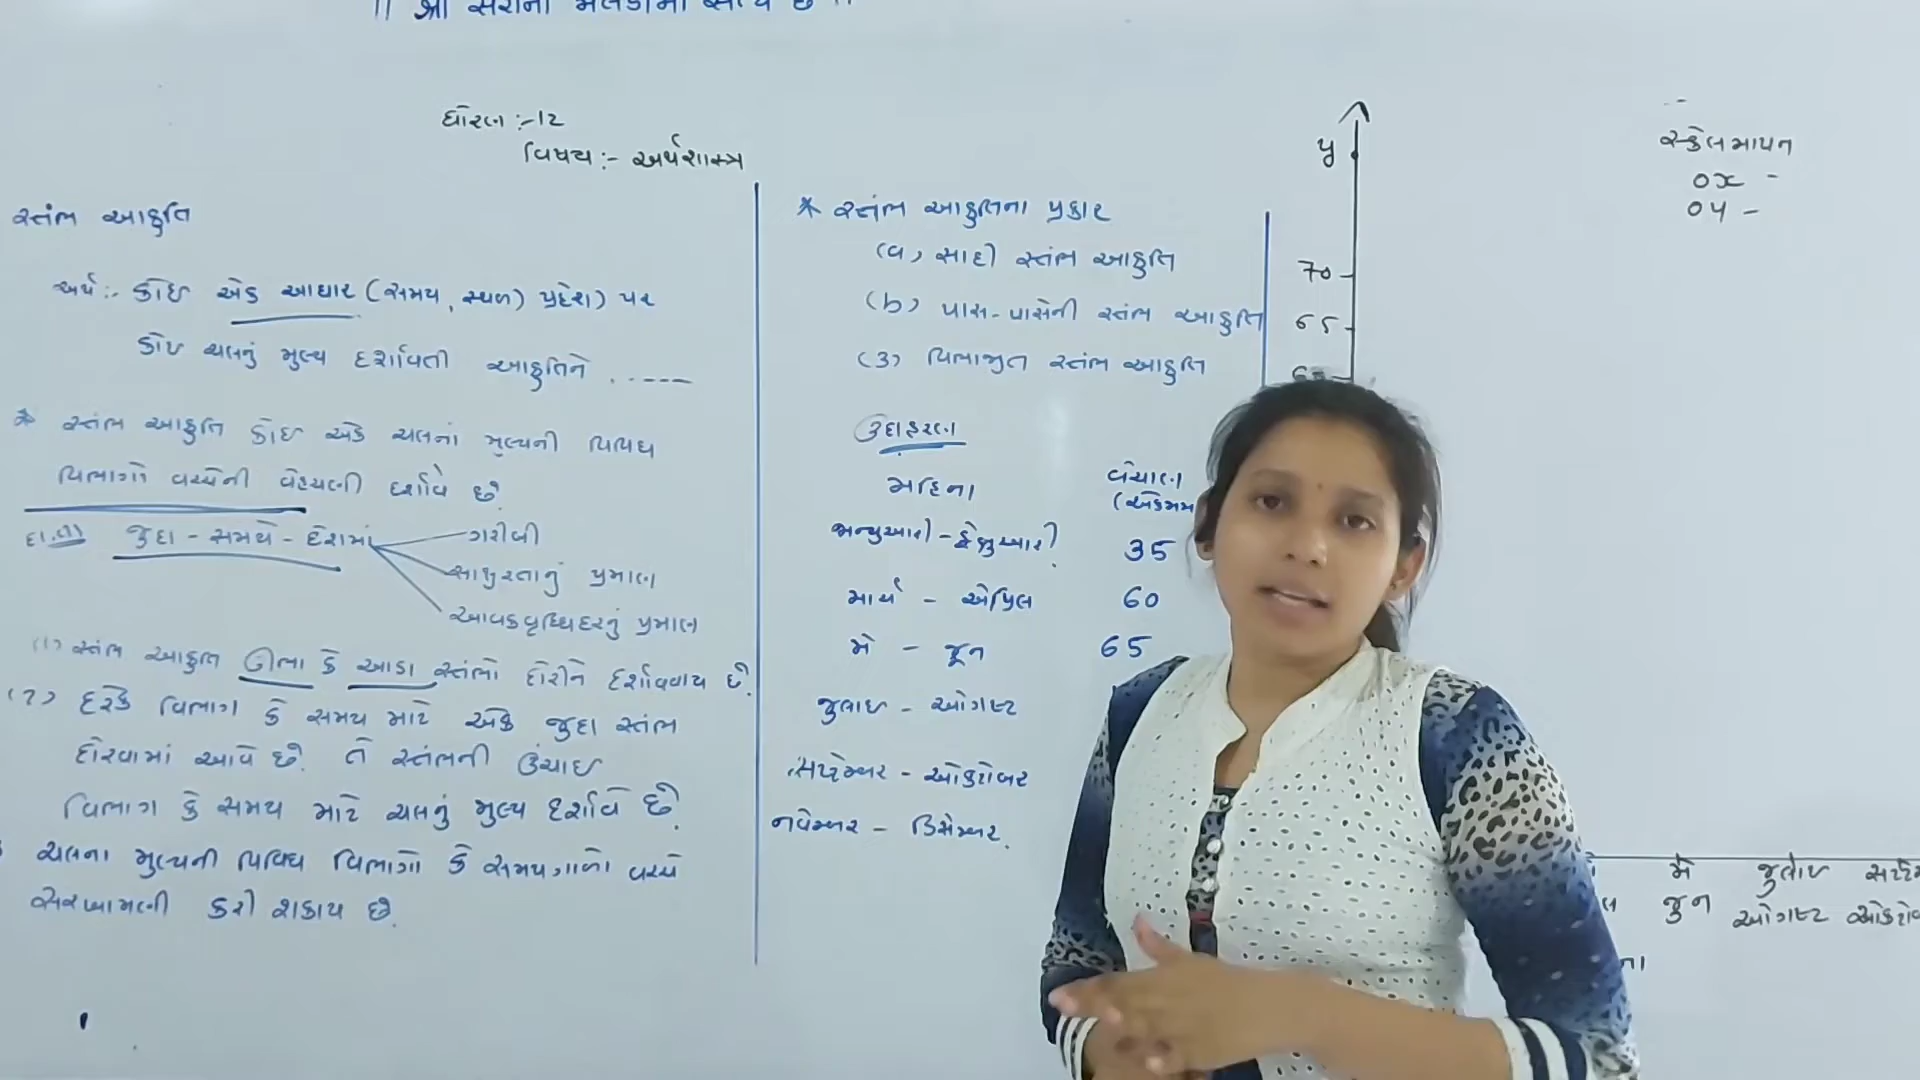 ધોરણ :- 12
વિષય :- અર્થશાસ્ત્ર
સ્તંભ આકૃતિ
અર્થ :- કોઇ એક આધાર (સમય, સ્થળ) પ્રદેશ) પર
કોઇ ચલનું મુલ્ય દર્શાવતી આકૃતિને .-----
* સ્તંભ આકૃતિ કોઇ એક ચલનાં મુલ્યની વિવિધ
વિભાગો વચ્ચેની વહેચણી દર્શાવે છે.
દા.ત. જુદા - સમયે - દેશમાં
ગરીબી
સાક્ષરતાનું પ્રમાણ
આવકવૃધ્ધિદરનું પ્રમાણ
(1) સ્તંભ આકૃતિ ઊભા કે આડા સ્તંભો દોરીને દર્શાવવાય છે.
(2) દરેક વિભાગ કે સમય માટે એક જુદા સ્તંભ
દોરવામાં આવે છે. તે સ્તંભની ઉંચાઇ
વિભાગ કે સમય માટે ચલનું મુલ્ય દર્શાવે છે.
ચલના મુલ્યની વિવિધ વિભાગો કે સમયગાળો વચ્ચે
સરખામણી કરી શકાય છે.
* સ્તંભ આકૃતિના પ્રકાર
(a) સાદી સ્તંભ આકૃતિ
(b) પાસ-પાસેની સ્તંભ આકૃતિ
(3) વિભાજીત સ્તંભ આકૃતિ
ઉદાહરણ
મહિના વેચાણ
જાન્યુઆરી - ફેબ્રુઆરી 35
માર્ચ - એપ્રિલ 60
મે - જૂન 65
જુલાઇ - ઓગષ્ટ
સપ્ટેમ્બર - ઓક્ટોબર
નવેમ્બર - ડિસેમ્બર.
y
70
65
સ્કેલમાપન
ox -
oy -
મે જુલાઇ
જુન ઓગષ્ટ